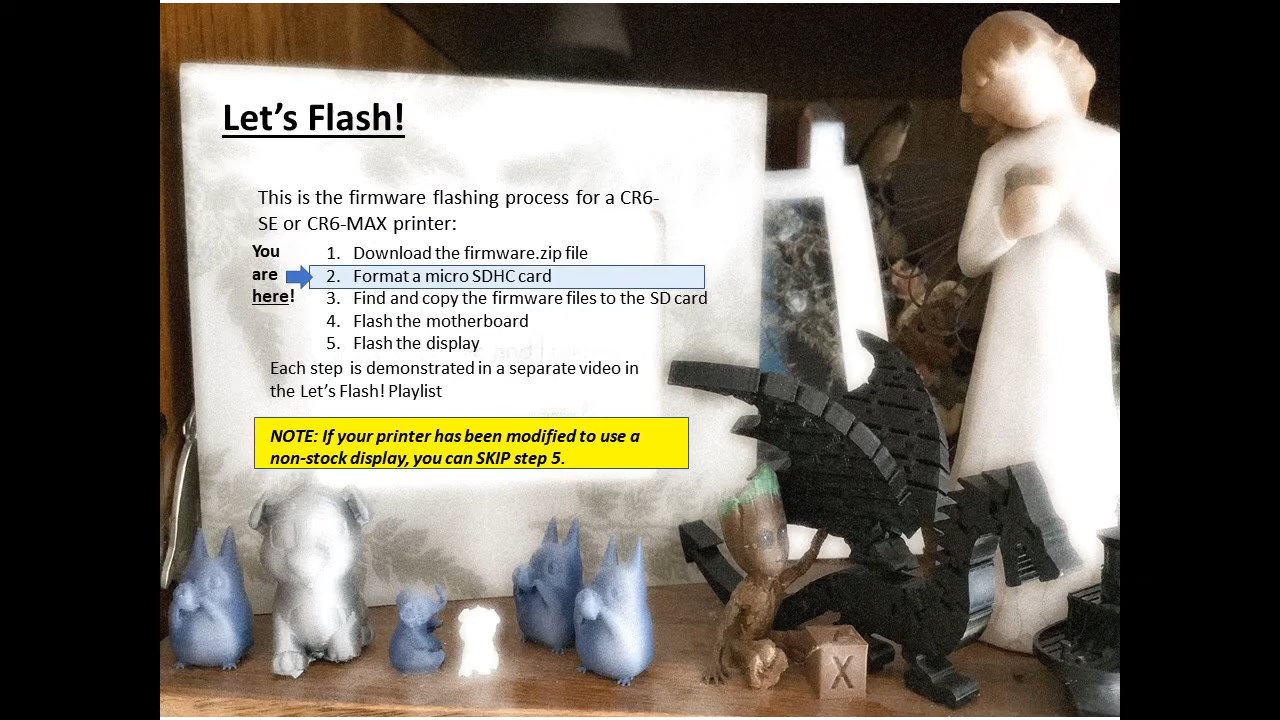 Let's Flash!
This is the firmware flashing process for a CR6-
SE or CR6-MAX printer:
You
are
here!
1. Download the firmware.zip file
2. Format a micro SDHC card
3. Find and copy the firmware files to the SD card
4. Flash the motherboard
5. Flash the display
Each step is demonstrated in a separate video in
the Let's Flash! Playlist
NOTE: If your printer has been modified to use a
non-stock display, you can SKIP step 5.
X